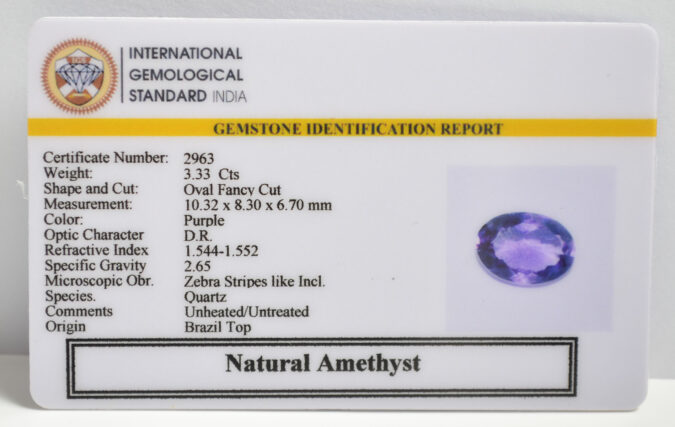 IGS
INTERNATIONAL
GEMOLOGICAL
STANDARD INDIA
GEMSTONE IDENTIFICATION REPORT
Certificate Number: 2963
Weight: 3.33 Cts
Shape and Cut: Oval Fancy Cut
Measurement: 10.32 x 8.30 x 6.70 mm
Color: Purple
Optic Character D.R.
Refractive Index 1.544-1.552
Specific Gravity 2.65
Microscopic Obr. Zebra Stripes like Incl.
Species. Quartz
Comments Unheated/Untreated
Origin Brazil Top
Natural Amethyst